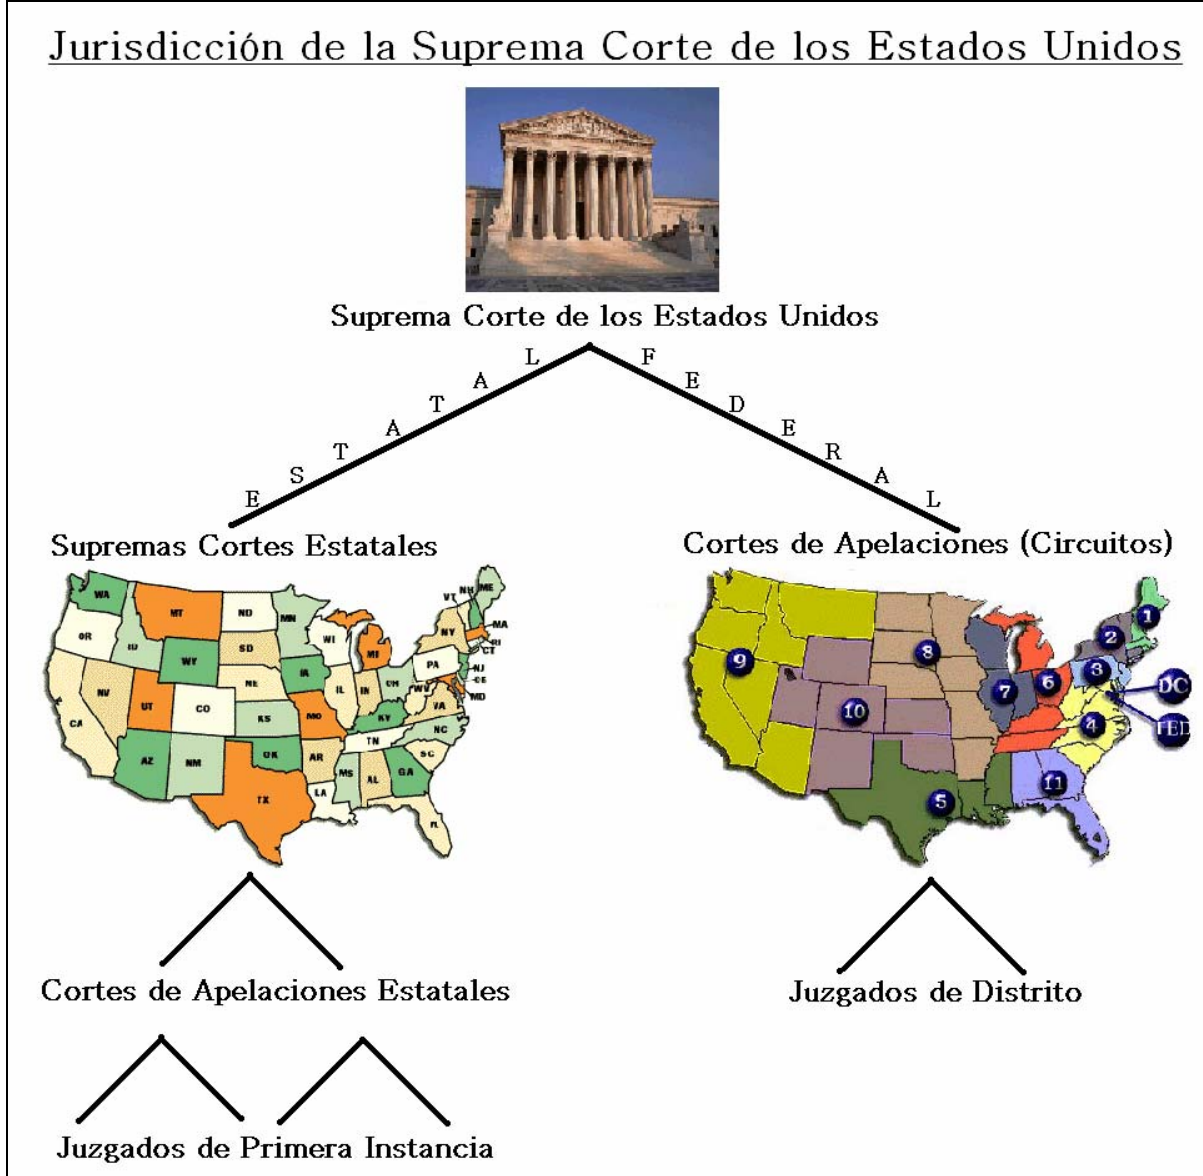 Jurisdicción de la Suprema Corte de los Estados Unidos
Suprema Corte de los Estados Unidos
ESTATAL
FEDERAL
Supremas Cortes Estatales
WA
MT
ND
MN
VT
NH
ME
OR
ID
WY
SD
WI
MI
NY
MA
RI
CT
NV
UT
CO
NE
IA
IL
IN
OH
PA
NJ
DE
MD
CA
KS
MO
KY
WV
VA
AZ
NM
OK
AR
TN
NC
SC
TX
LA
MS
AL
GA
FL
Cortes de Apelaciones (Circuitos)
1
2
3
4
5
6
7
8
9
10
11
DC
FED
Cortes de Apelaciones Estatales
Juzgados de Primera Instancia
Juzgados de Distrito